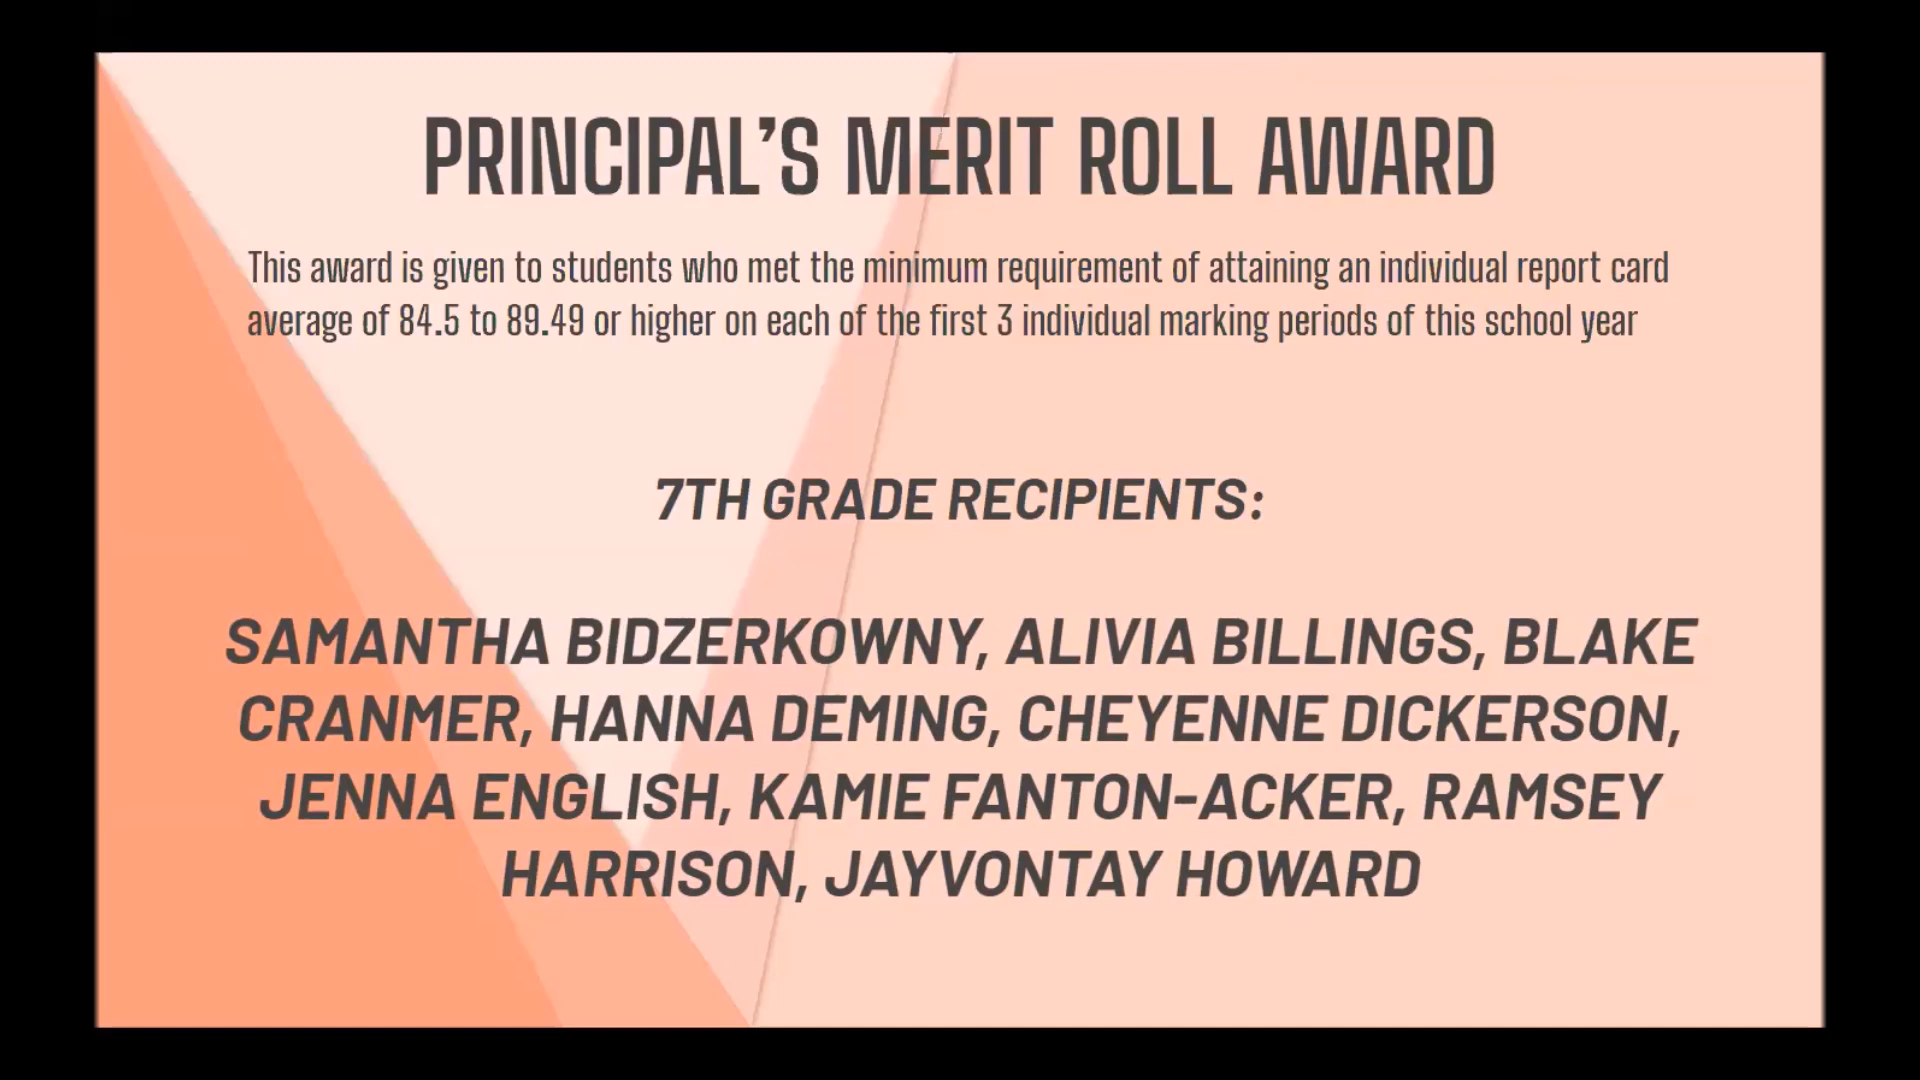 PRINCIPAL'S MERIT ROLL AWARD
This award is given to students who met the minimum requirement of attaining an individual report card
average of 84.5 to 89.49 or higher on each of the first 3 individual marking periods of this school year
7TH GRADE RECIPIENTS:
SAMANTHA BIDZERKOWNY, ALIVIA BILLINGS, BLAKE
CRANMER, HANNA DEMING, CHEYENNE DICKERSON,
JENNA ENGLISH, KAMIE FANTON-ACKER, RAMSEY
HARRISON, JAYVONTAY HOWARD